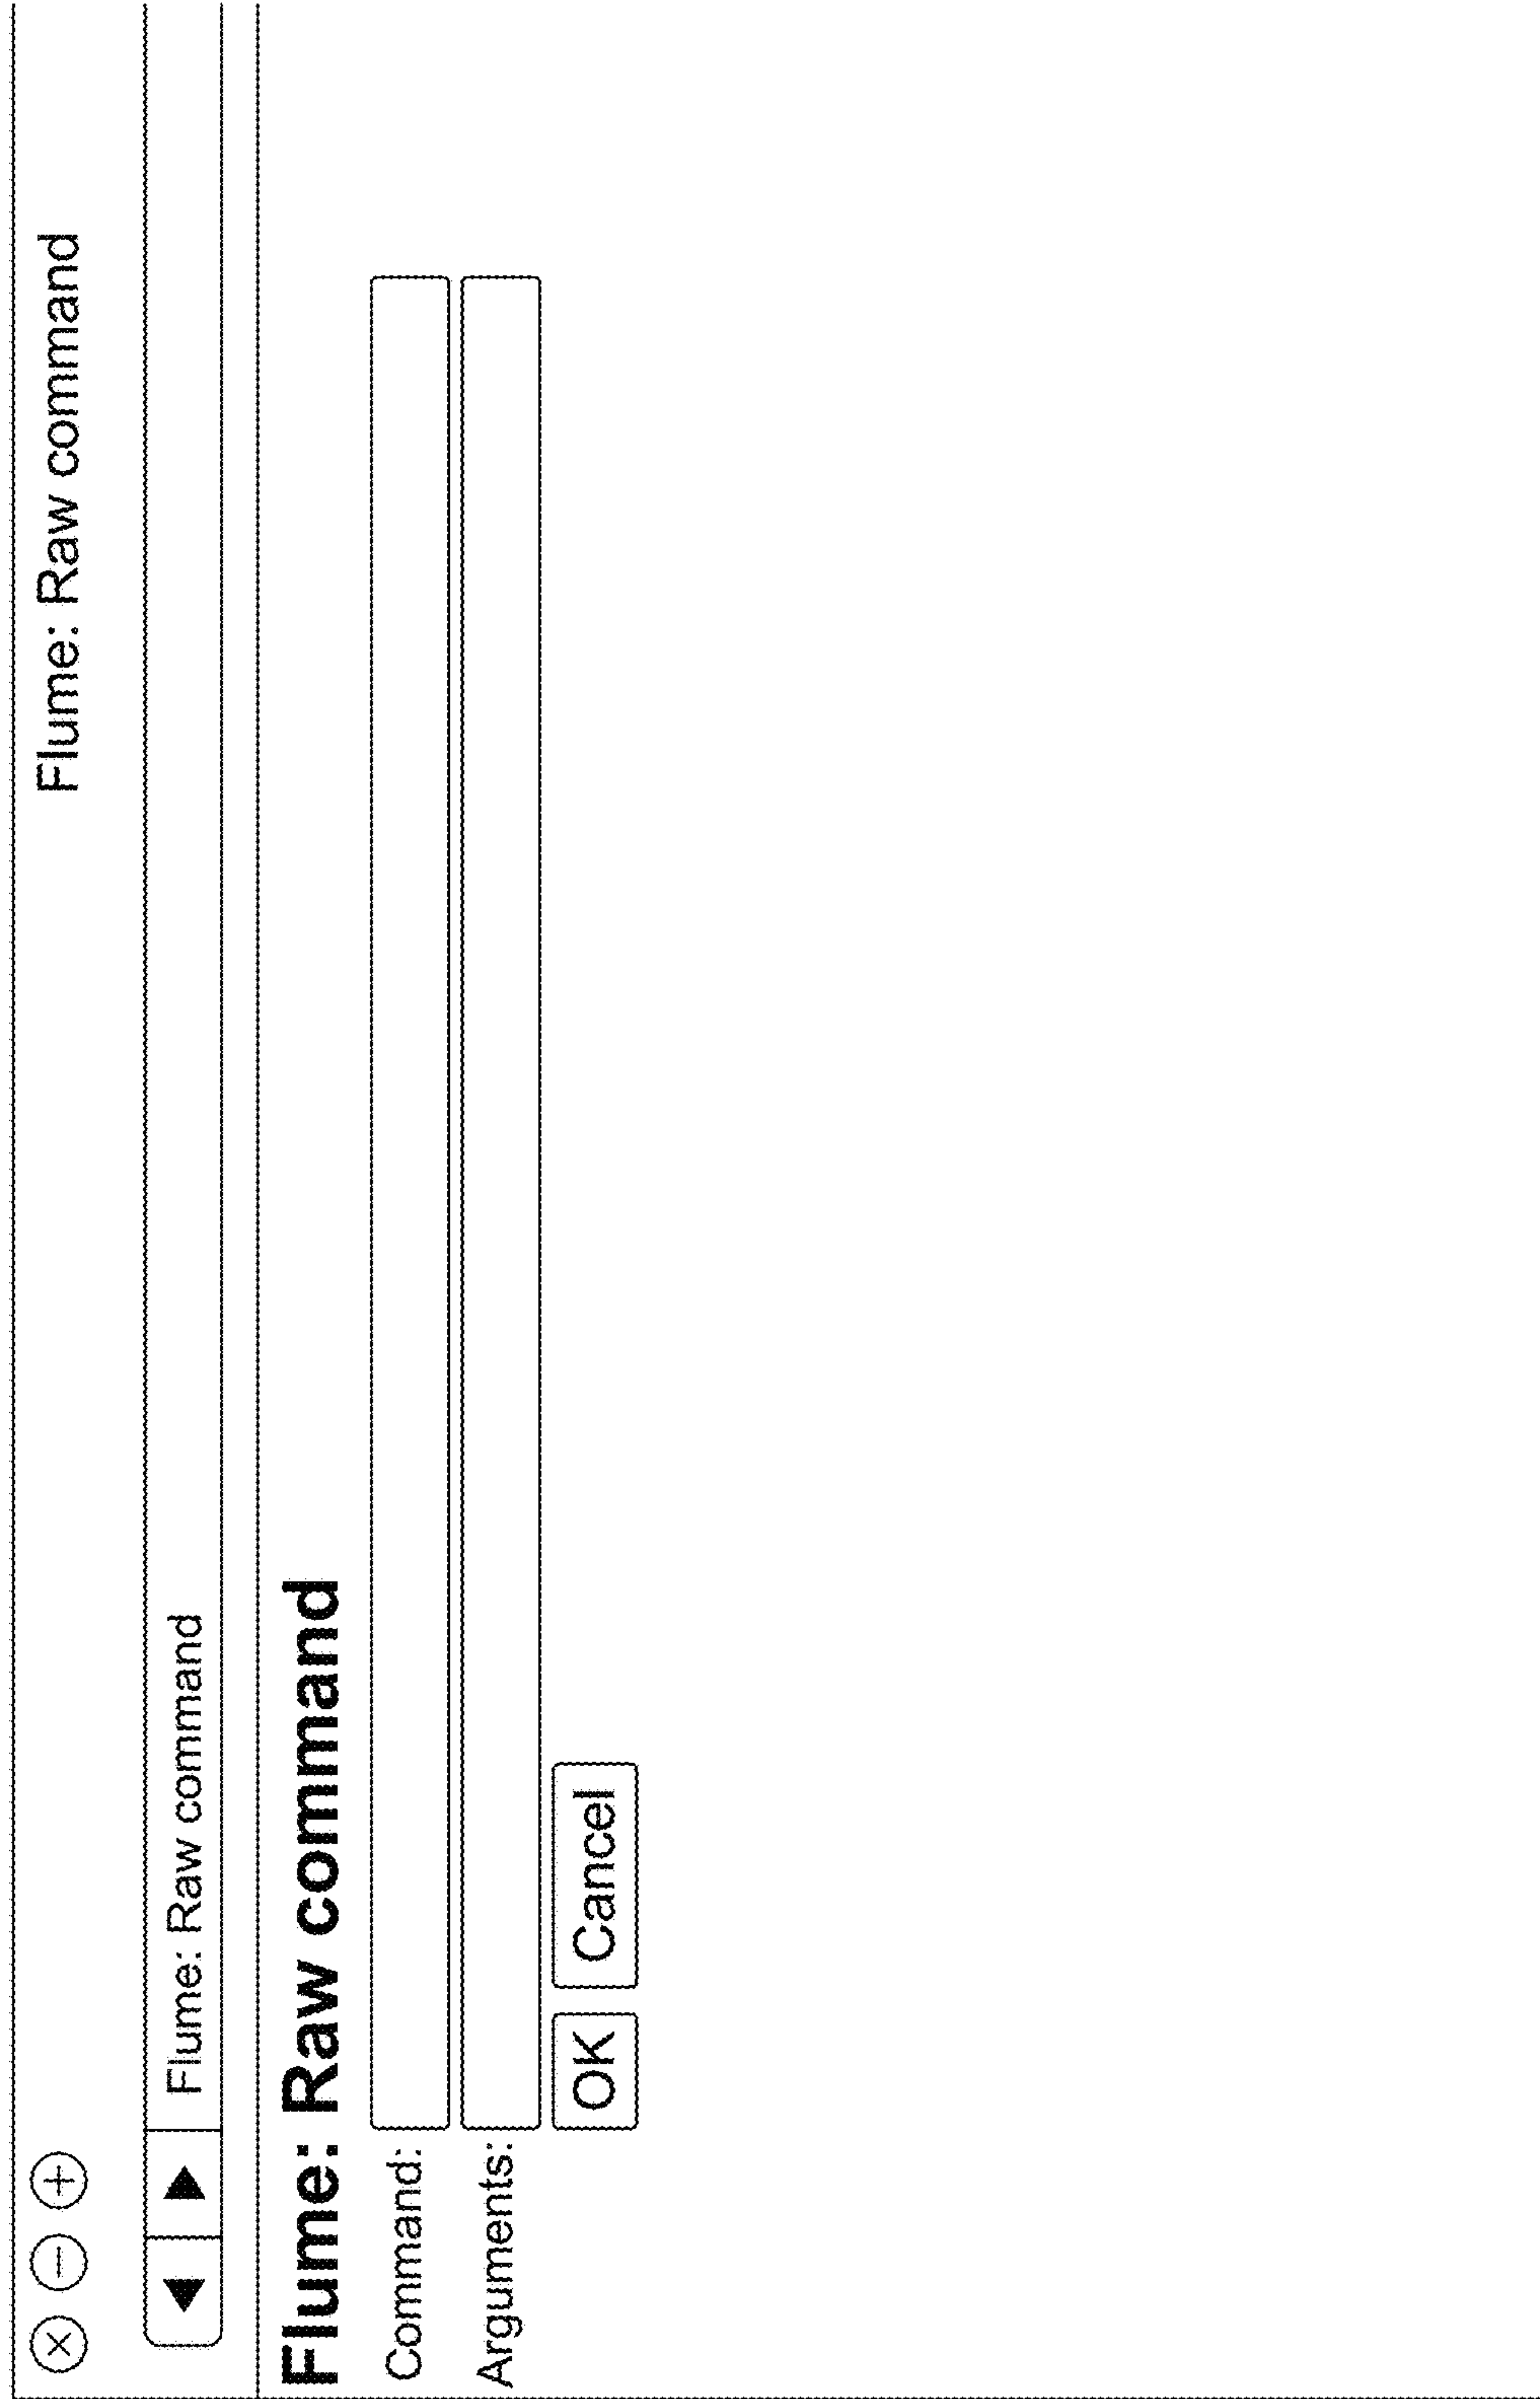 Flume: Raw command
Flume: Raw command
Flume: Raw command
Command:
Arguments:
OK Cancel